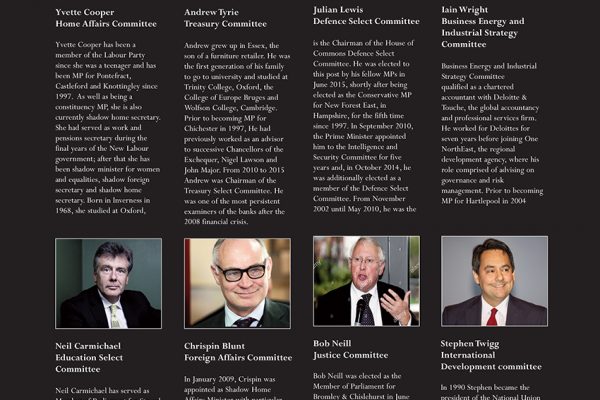 Yvette Cooper
Home Affairs Committee
Yvette Cooper has been a
member of the Labour Party
since she was a teenager and has
been MP for Pontefract,
Castleford and Knottingley since
1997. As well as being a
constituency MP, she is also
currently shadow home secretary.
She had served as work and
pensions secretary during the
final years of the New Labour
government; after that she has
been shadow minister for women
and equalities, shadow foreign
secretary and shadow home
secretary. Born in Inverness in
1968, she studied at Oxford,
Andrew Tyrie
Treasury Committee
Andrew grew up in Essex, the
son of a furniture retailer. He was
the first generation of his family
to go to university and studied at
Trinity College, Oxford, the
College of Europe Bruges and
Wolfson College, Cambridge.
Prior to becoming MP for
Chichester in 1997, He had
previously worked as an advisor
to successive Chancellors of the
Exchequer, Nigel Lawson and
John Major. From 2010 to 2015
Andrew was Chairman of the
Treasury Select Committee. He
was one of the most persistent
examiners of the banks after the
2008 financial crisis.
Julian Lewis
Defence Select Committee
is the Chairman of the House of
Commons Defence Select
Committee. He was elected to
this post by his fellow MPs in
June 2015, shortly after being
elected as the Conservative MP
for New Forest East, in
Hampshire, for the fifth time
since 1997. In September 2010,
the Prime Minister appointed
him to the Intelligence and
Security Committee for five
years and, in October 2014, he
was additionally elected as a
member of the Defence Select
Committee. From November
2002 until May 2010, he was the
Iain Wright
Business Energy and
Industrial Strategy
Committee
Business Energy and Industrial
Strategy Committee
qualified as a chartered
accountant with Deloitte &
Touche, the global accountancy
and professional services firm.
He worked for Deloittes for
seven years before joining One
NorthEast, the regional
development agency, where his
role comprised of advising on
governance and risk
management. Prior to becoming
MP for Hartlepool in 2004
Neil Carmichael
Education Select
Committee
Neil Carmichael has served as
Chrispin Blunt
Foreign Affairs Committee
In January 2009, Crispin was
appointed as Shadow Home
Bob Neill
Justice Committee
Bob Neill was elected as the
Member of Parliament for
Bromley & Chislehurst in June
Stephen Twigg
International
Development committee
In 1990 Stephen became the
president of the National Union